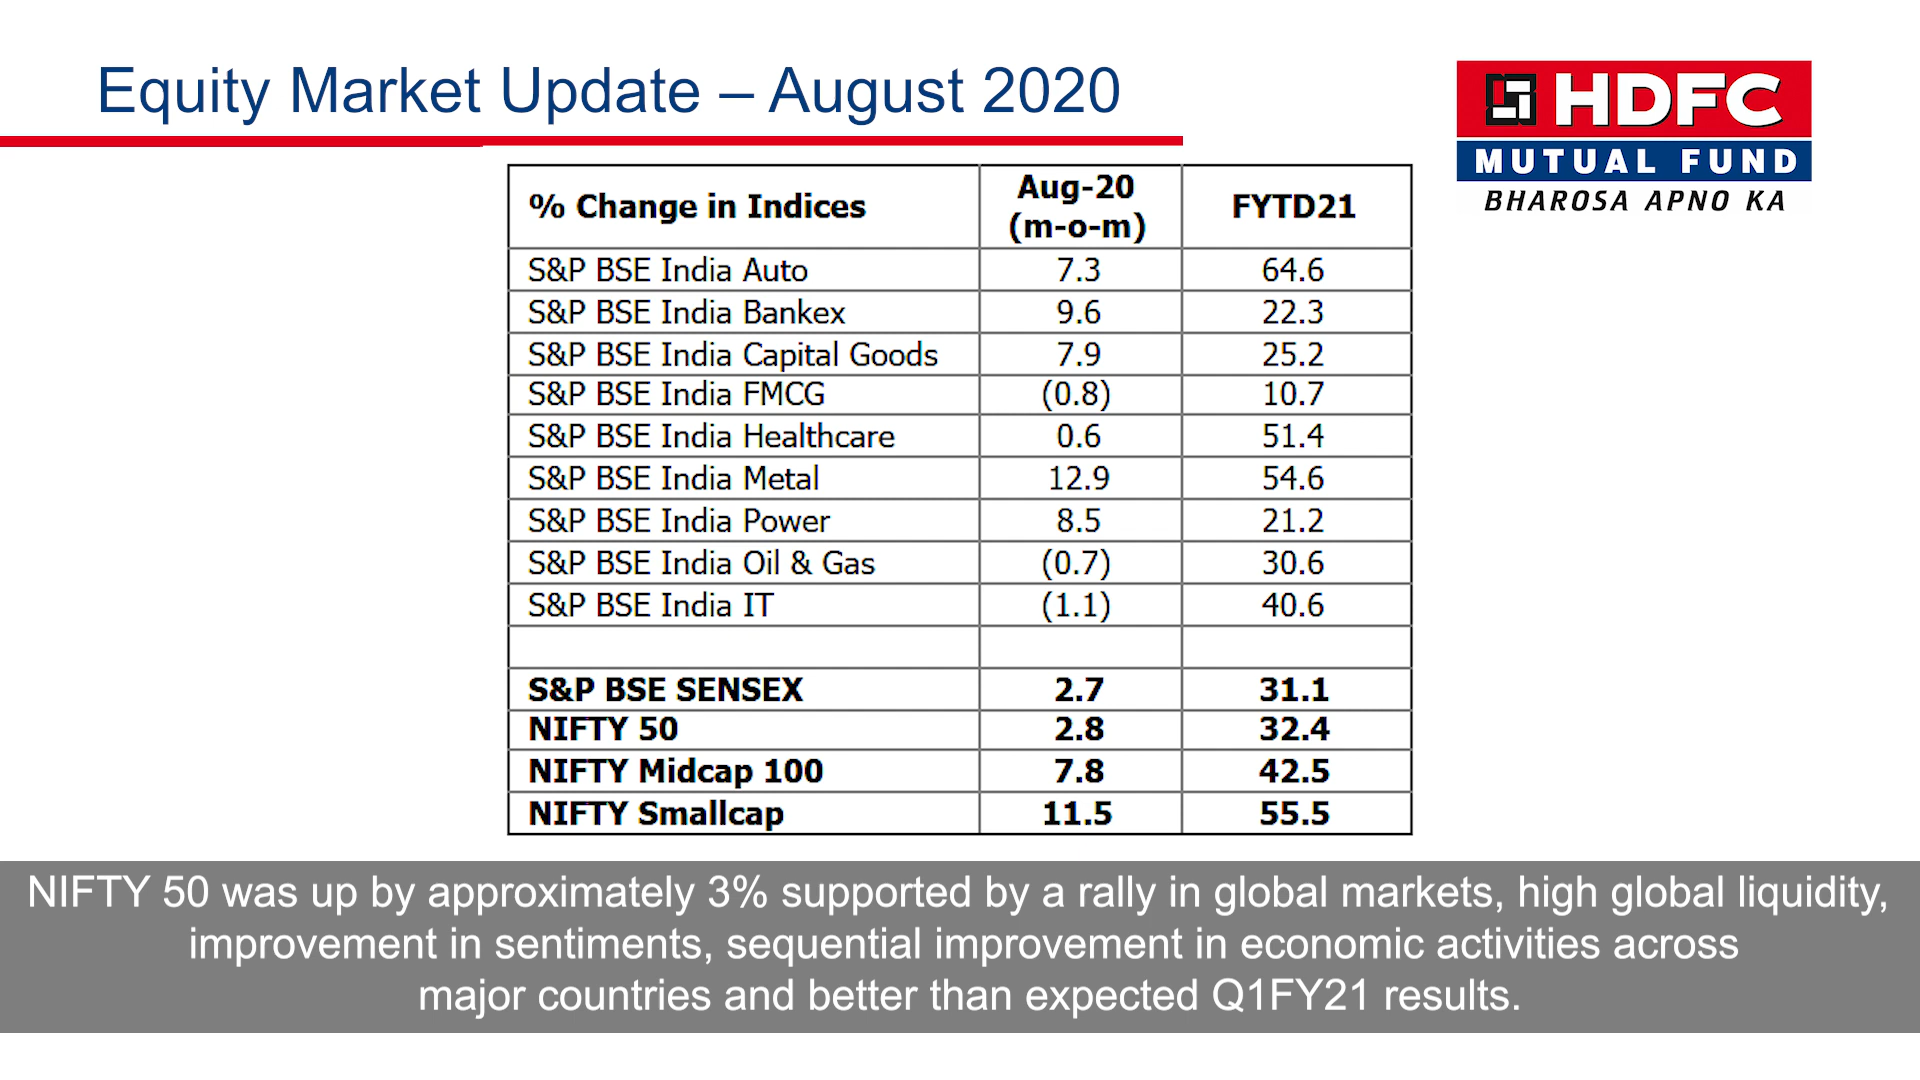 Equity Market Update – August 2020
HDFC
MUTUAL FUND
BHAROSA APNO KA
% Change in Indices Aug-20 (m-o-m) FYTD21
S&P BSE India Auto 7.3 64.6
S&P BSE India Bankex 9.6 22.3
S&P BSE India Capital Goods 7.9 25.2
S&P BSE India FMCG (0.8) 10.7
S&P BSE India Healthcare 0.6 51.4
S&P BSE India Metal 12.9 54.6
S&P BSE India Power 8.5 21.2
S&P BSE India Oil & Gas (0.7) 30.6
S&P BSE India IT (1.1) 40.6
S&P BSE SENSEX 2.7 31.1
NIFTY 50 2.8 32.4
NIFTY Midcap 100 7.8 42.5
NIFTY Smallcap 11.5 55.5
NIFTY 50 was up by approximately 3% supported by a rally in global markets, high global liquidity,
improvement in sentiments, sequential improvement in economic activities across
major countries and better than expected Q1FY21 results.